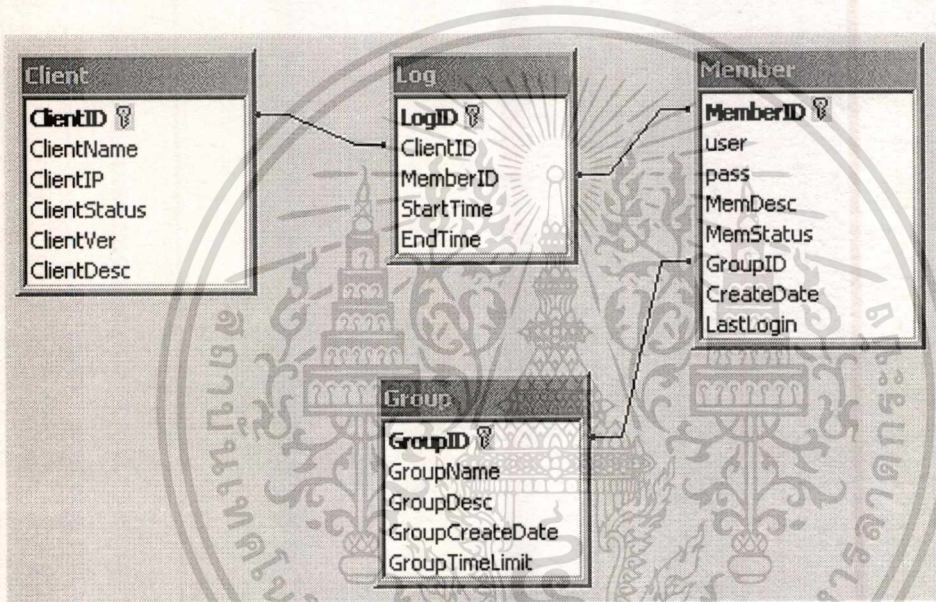 Client
ClientID
ClientName
ClientIP
ClientStatus
ClientVer
ClientDesc
Log
LogID
ClientID
MemberID
StartTime
EndTime
Member
MemberID
user
pass
MemDesc
MemStatus
GroupID
CreateDate
LastLogin
Group
GroupID
GroupName
GroupDesc
GroupCreateDate
GroupTimeLimit